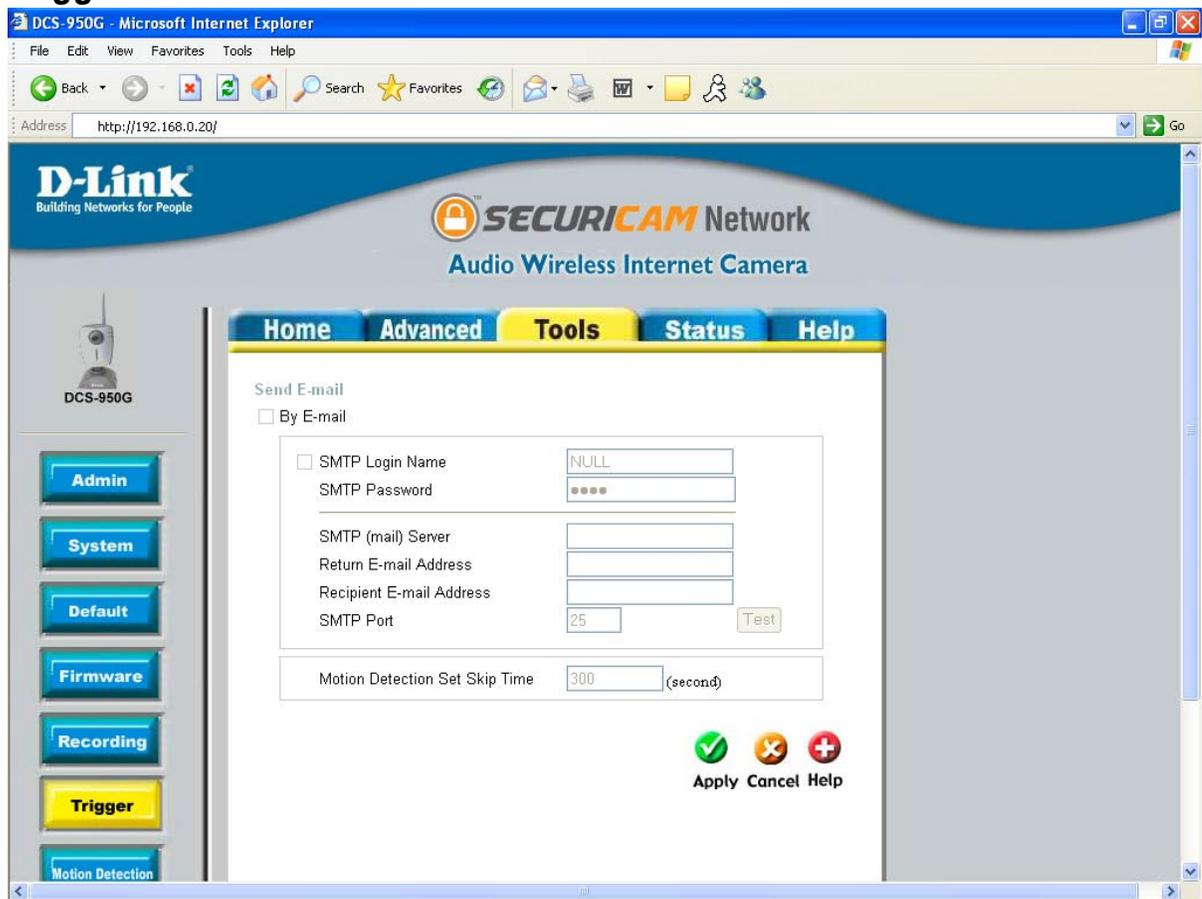 DCS-950G - Microsoft Internet Explorer
File Edit View Favorites Tools Help
Back Search Favorites
Address http://192.168.0.20/ Go
D-Link
Building Networks for People
SECURICAM Network
Audio Wireless Internet Camera
DCS-950G
Home Advanced Tools Status Help
Send E-mail
By E-mail
SMTP Login Name NULL
SMTP Password ●●●●
SMTP (mail) Server
Return E-mail Address
Recipient E-mail Address
SMTP Port 25 Test
Motion Detection Set Skip Time 300 (second)
Apply Cancel Help
Admin
System
Default
Firmware
Recording
Trigger
Motion Detection